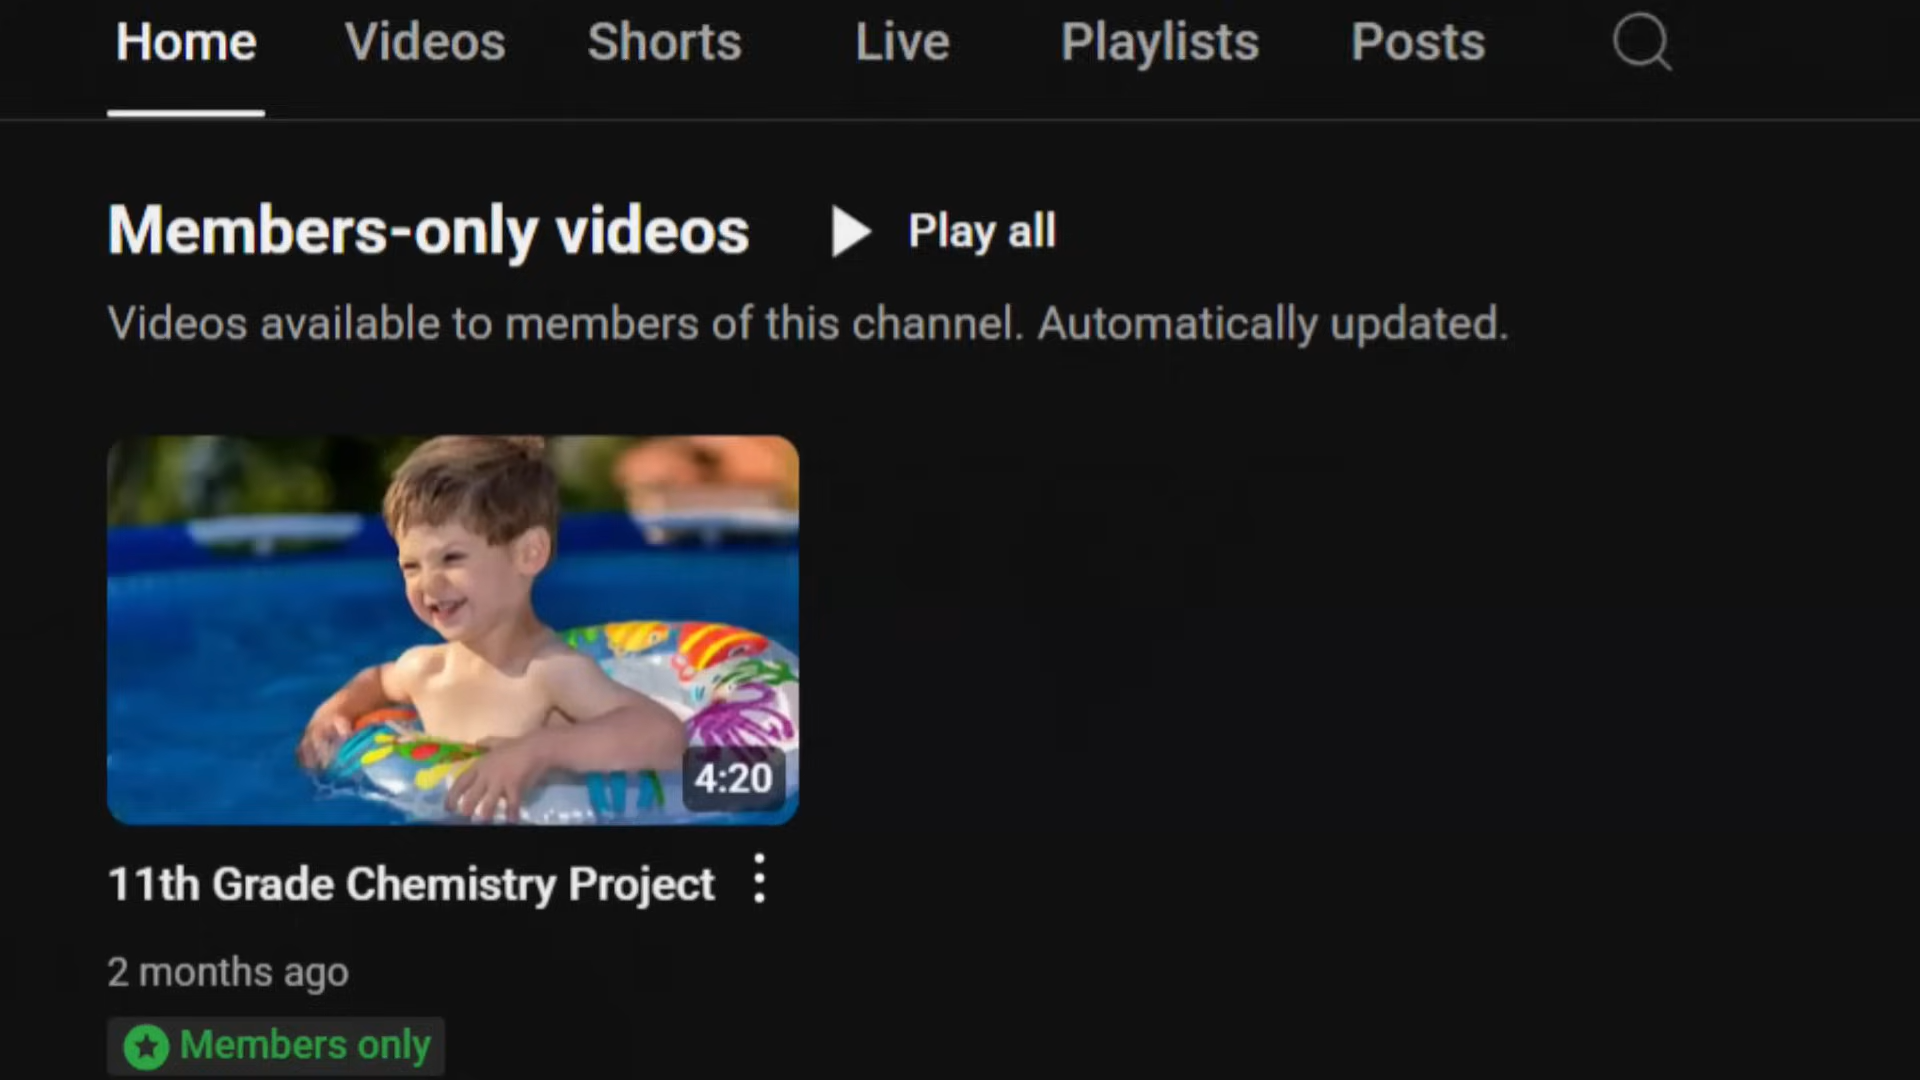 Home Videos Shorts Live Playlists Posts
Members-only videos Play all
Videos available to members of this channel. Automatically updated.
4:20
11th Grade Chemistry Project
2 months ago
Members only